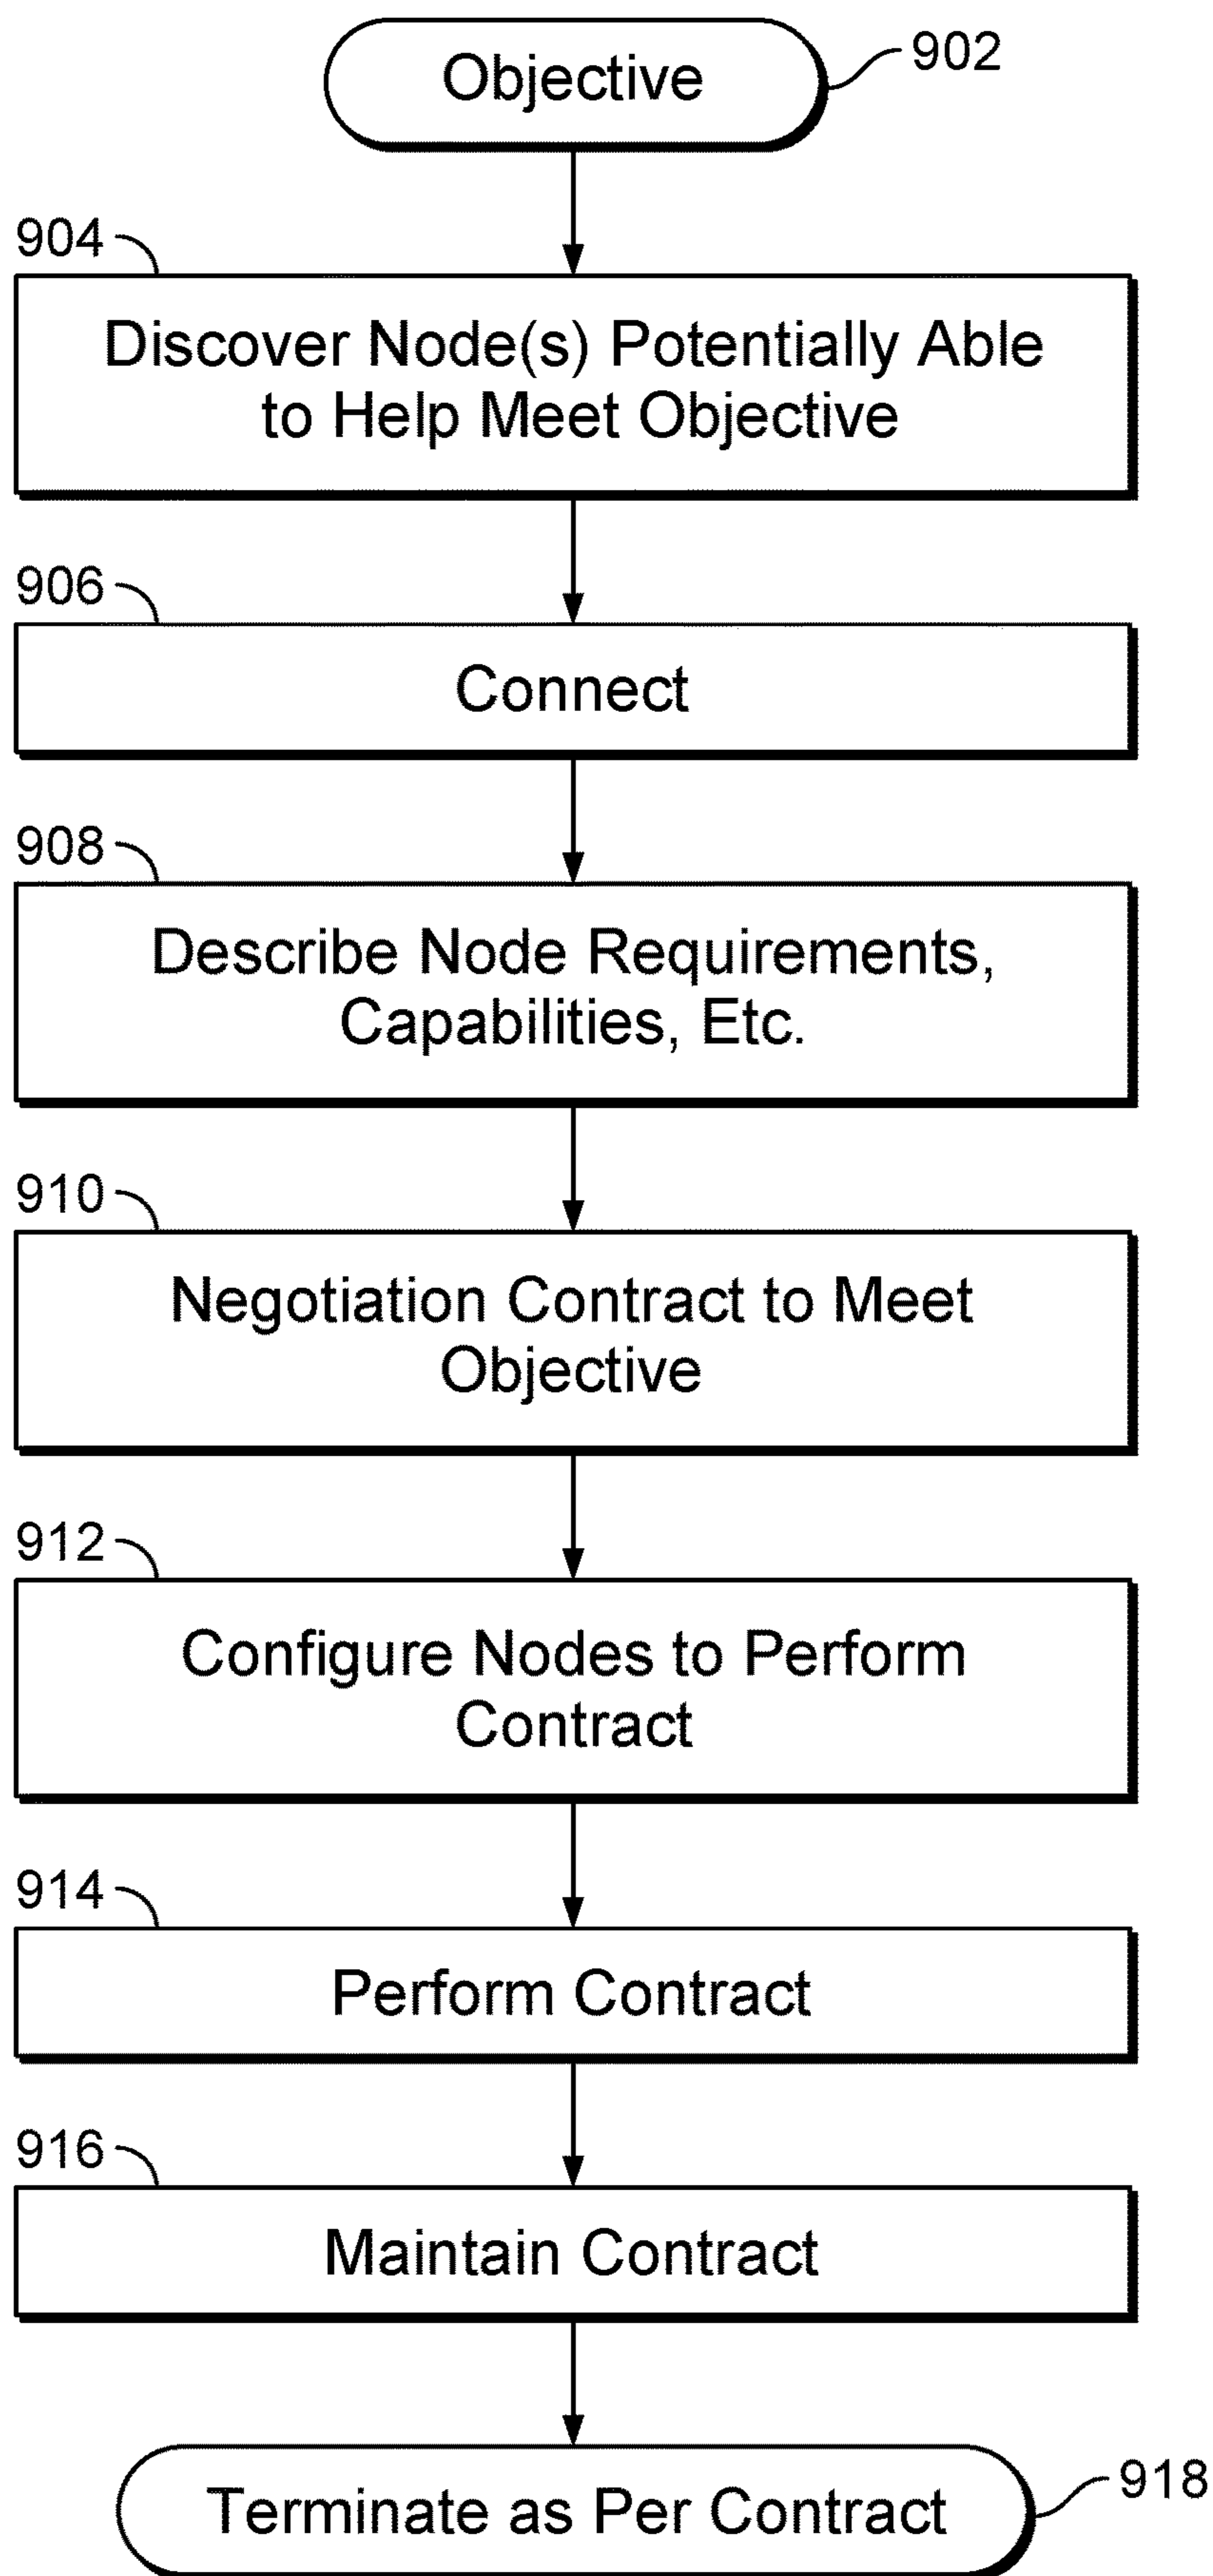 Objective
902
904
Discover Node(s) Potentially Able
to Help Meet Objective
906
Connect
908
Describe Node Requirements,
Capabilities, Etc.
910
Negotiation Contract to Meet
Objective
912
Configure Nodes to Perform
Contract
914
Perform Contract
916
Maintain Contract
Terminate as Per Contract
918